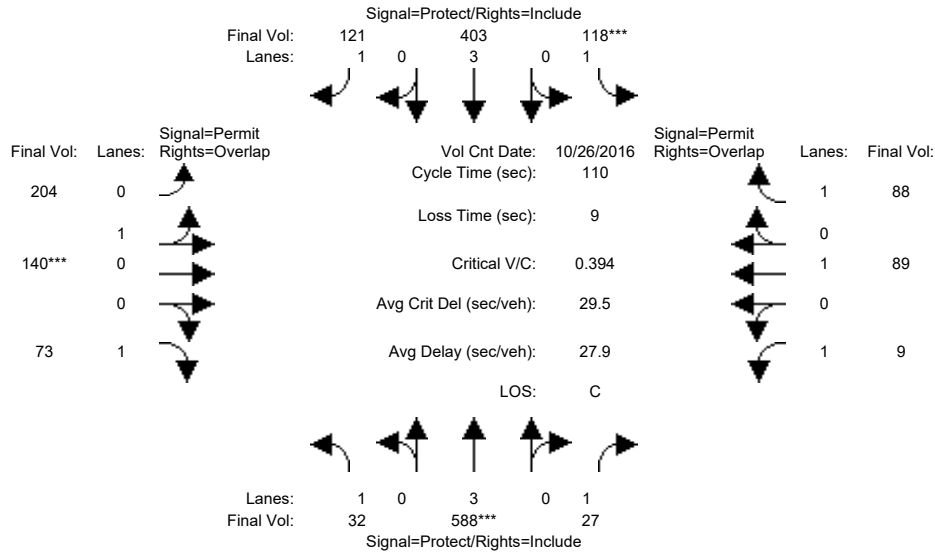 Signal=Protect/Rights=Include
Final Vol: 121 403 118***
Lanes: 1 0 3 0 1
Signal=Permit Signal=Permit
Final Vol: Lanes: Rights=Overlap Vol Cnt Date: 10/26/2016 Rights=Overlap Lanes: Final Vol:
Cycle Time (sec): 110
204 0 1 88
Loss Time (sec): 9
1 0
140*** 0 Critical V/C: 0.394 1 89
0 Avg Crit Del (sec/veh): 29.5 0
73 1 Avg Delay (sec/veh): 27.9 1 9
LOS: C
Lanes: 1 0 3 0 1
Final Vol: 32 588*** 27
Signal=Protect/Rights=Include